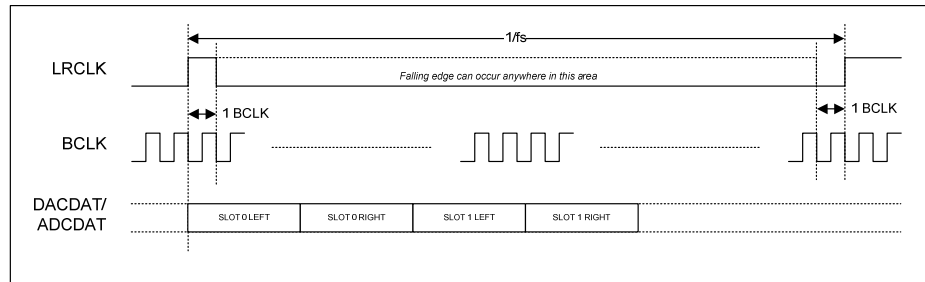 1/fs
LRCLK
Falling edge can occur anywhere in this area
1 BCLK
1 BCLK
BCLK
DACDAT/
ADCDAT
SLOT 0 LEFT
SLOT 0 RIGHT
SLOT 1 LEFT
SLOT 1 RIGHT